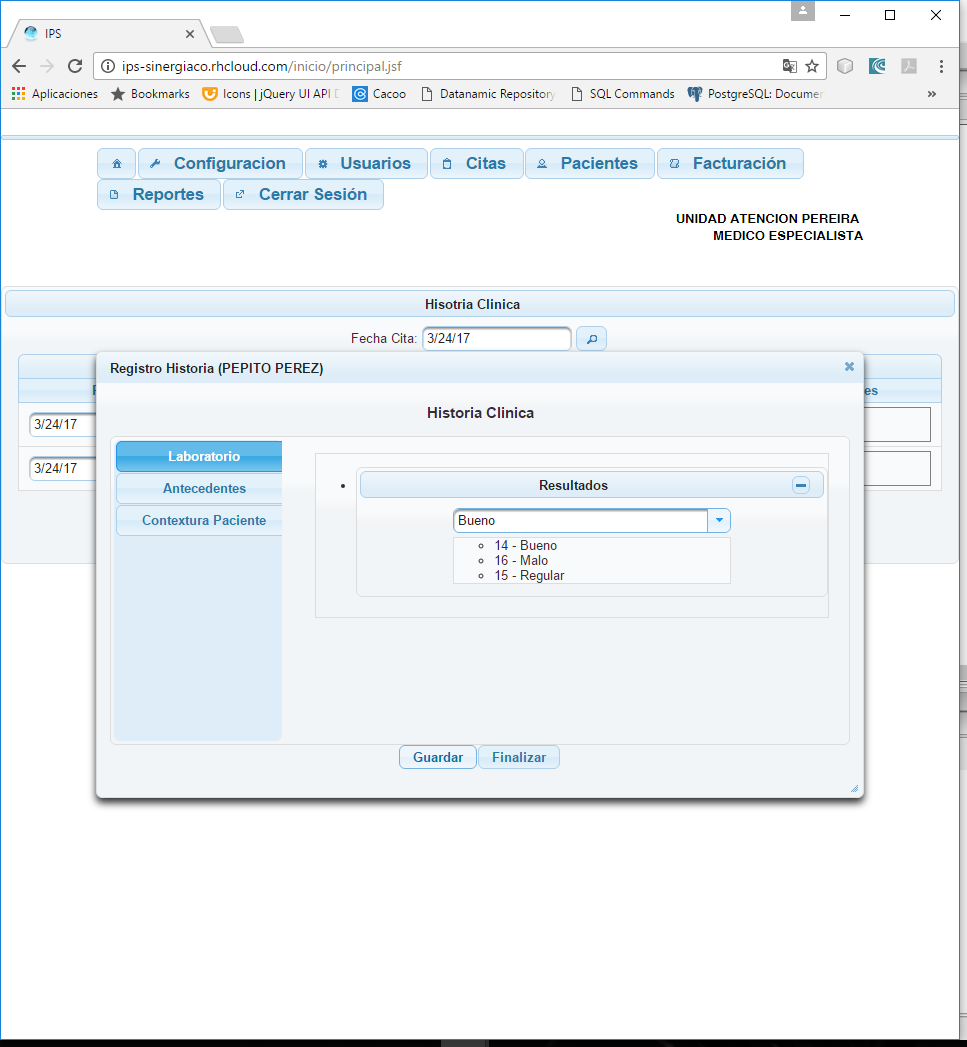 IPS
ips-sinergiaco.rhcloud.com/inicio/principal.jsf
Aplicaciones Bookmarks Icons | jQuery UI API Cacoo Datanamic Repository SQL Commands PostgreSQL: Documen »
Configuracion Usuarios Citas Pacientes Facturación
Reportes Cerrar Sesión
UNIDAD ATENCION PEREIRA
MEDICO ESPECIALISTA
Hisotria Clinica
Fecha Cita: 3/24/17
Registro Historia (PEPITO PEREZ)
es
3/24/17
3/24/17
Historia Clinica
Laboratorio
Antecedentes
Contextura Paciente
Resultados
Bueno
14 - Bueno
16 - Malo
15 - Regular
Guardar Finalizar